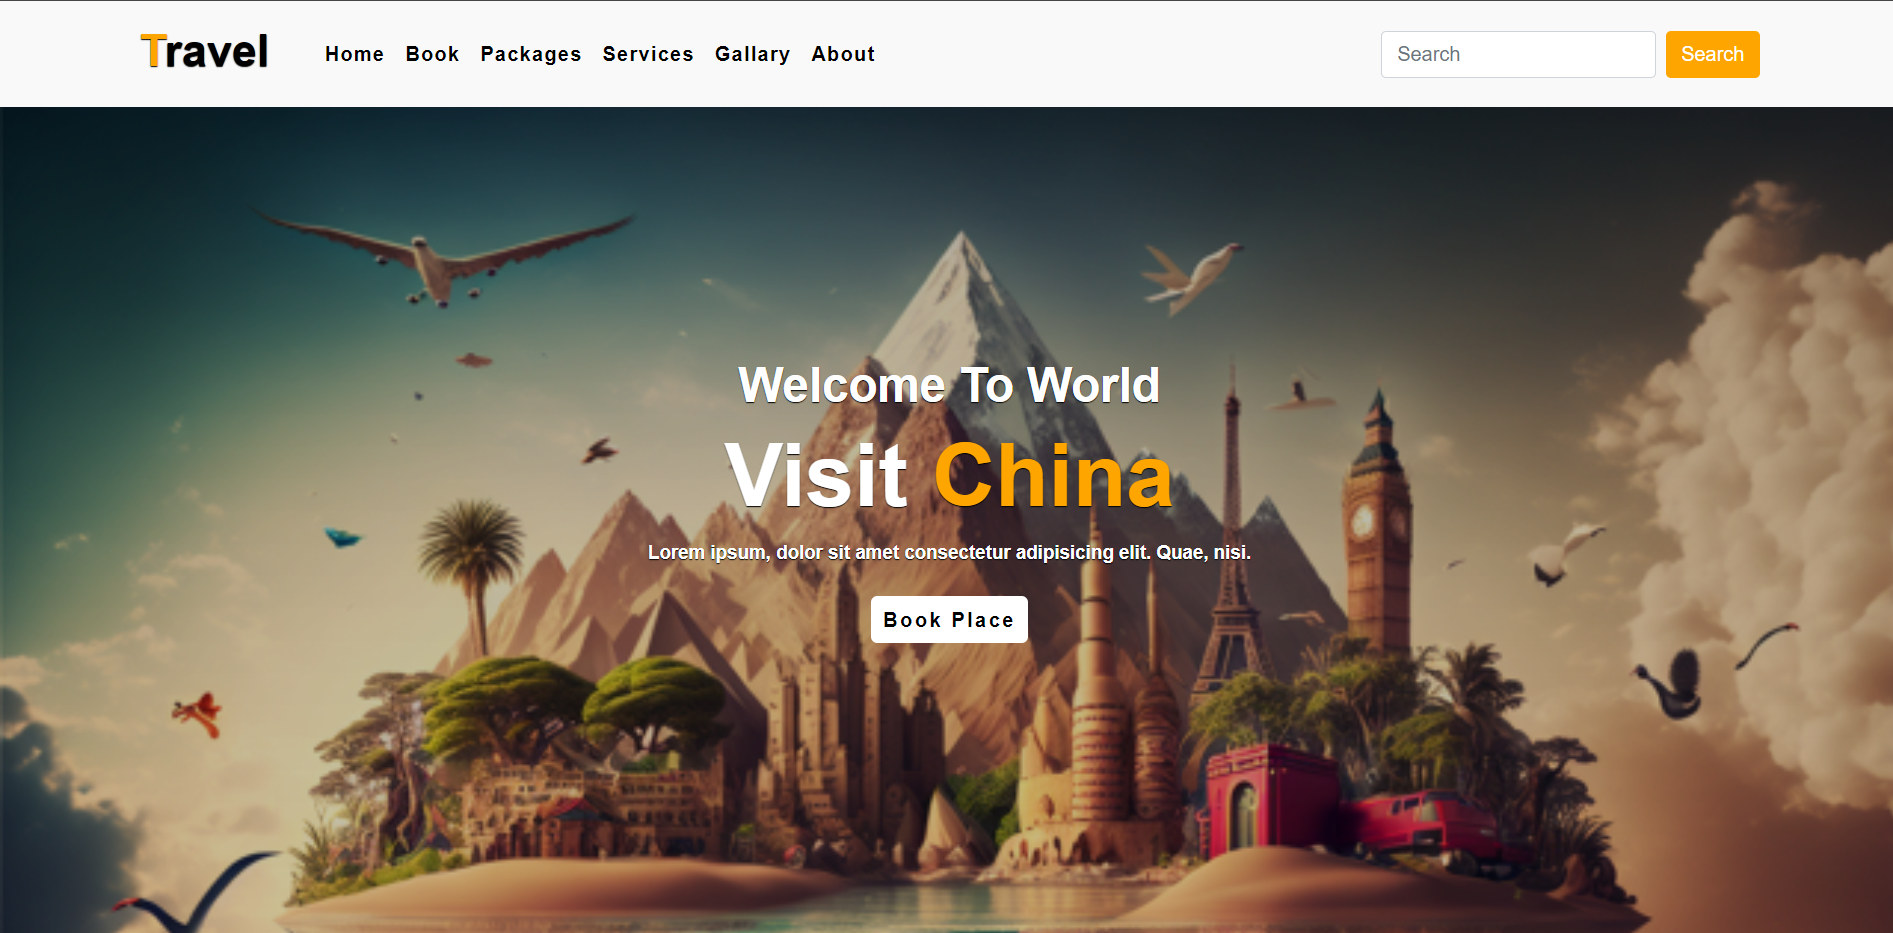 Travel Home Book Packages Services Gallary About Search Search
Welcome To World
Visit China
Lorem ipsum, dolor sit amet consectetur adipisicing elit. Quae, nisi.
Book Place